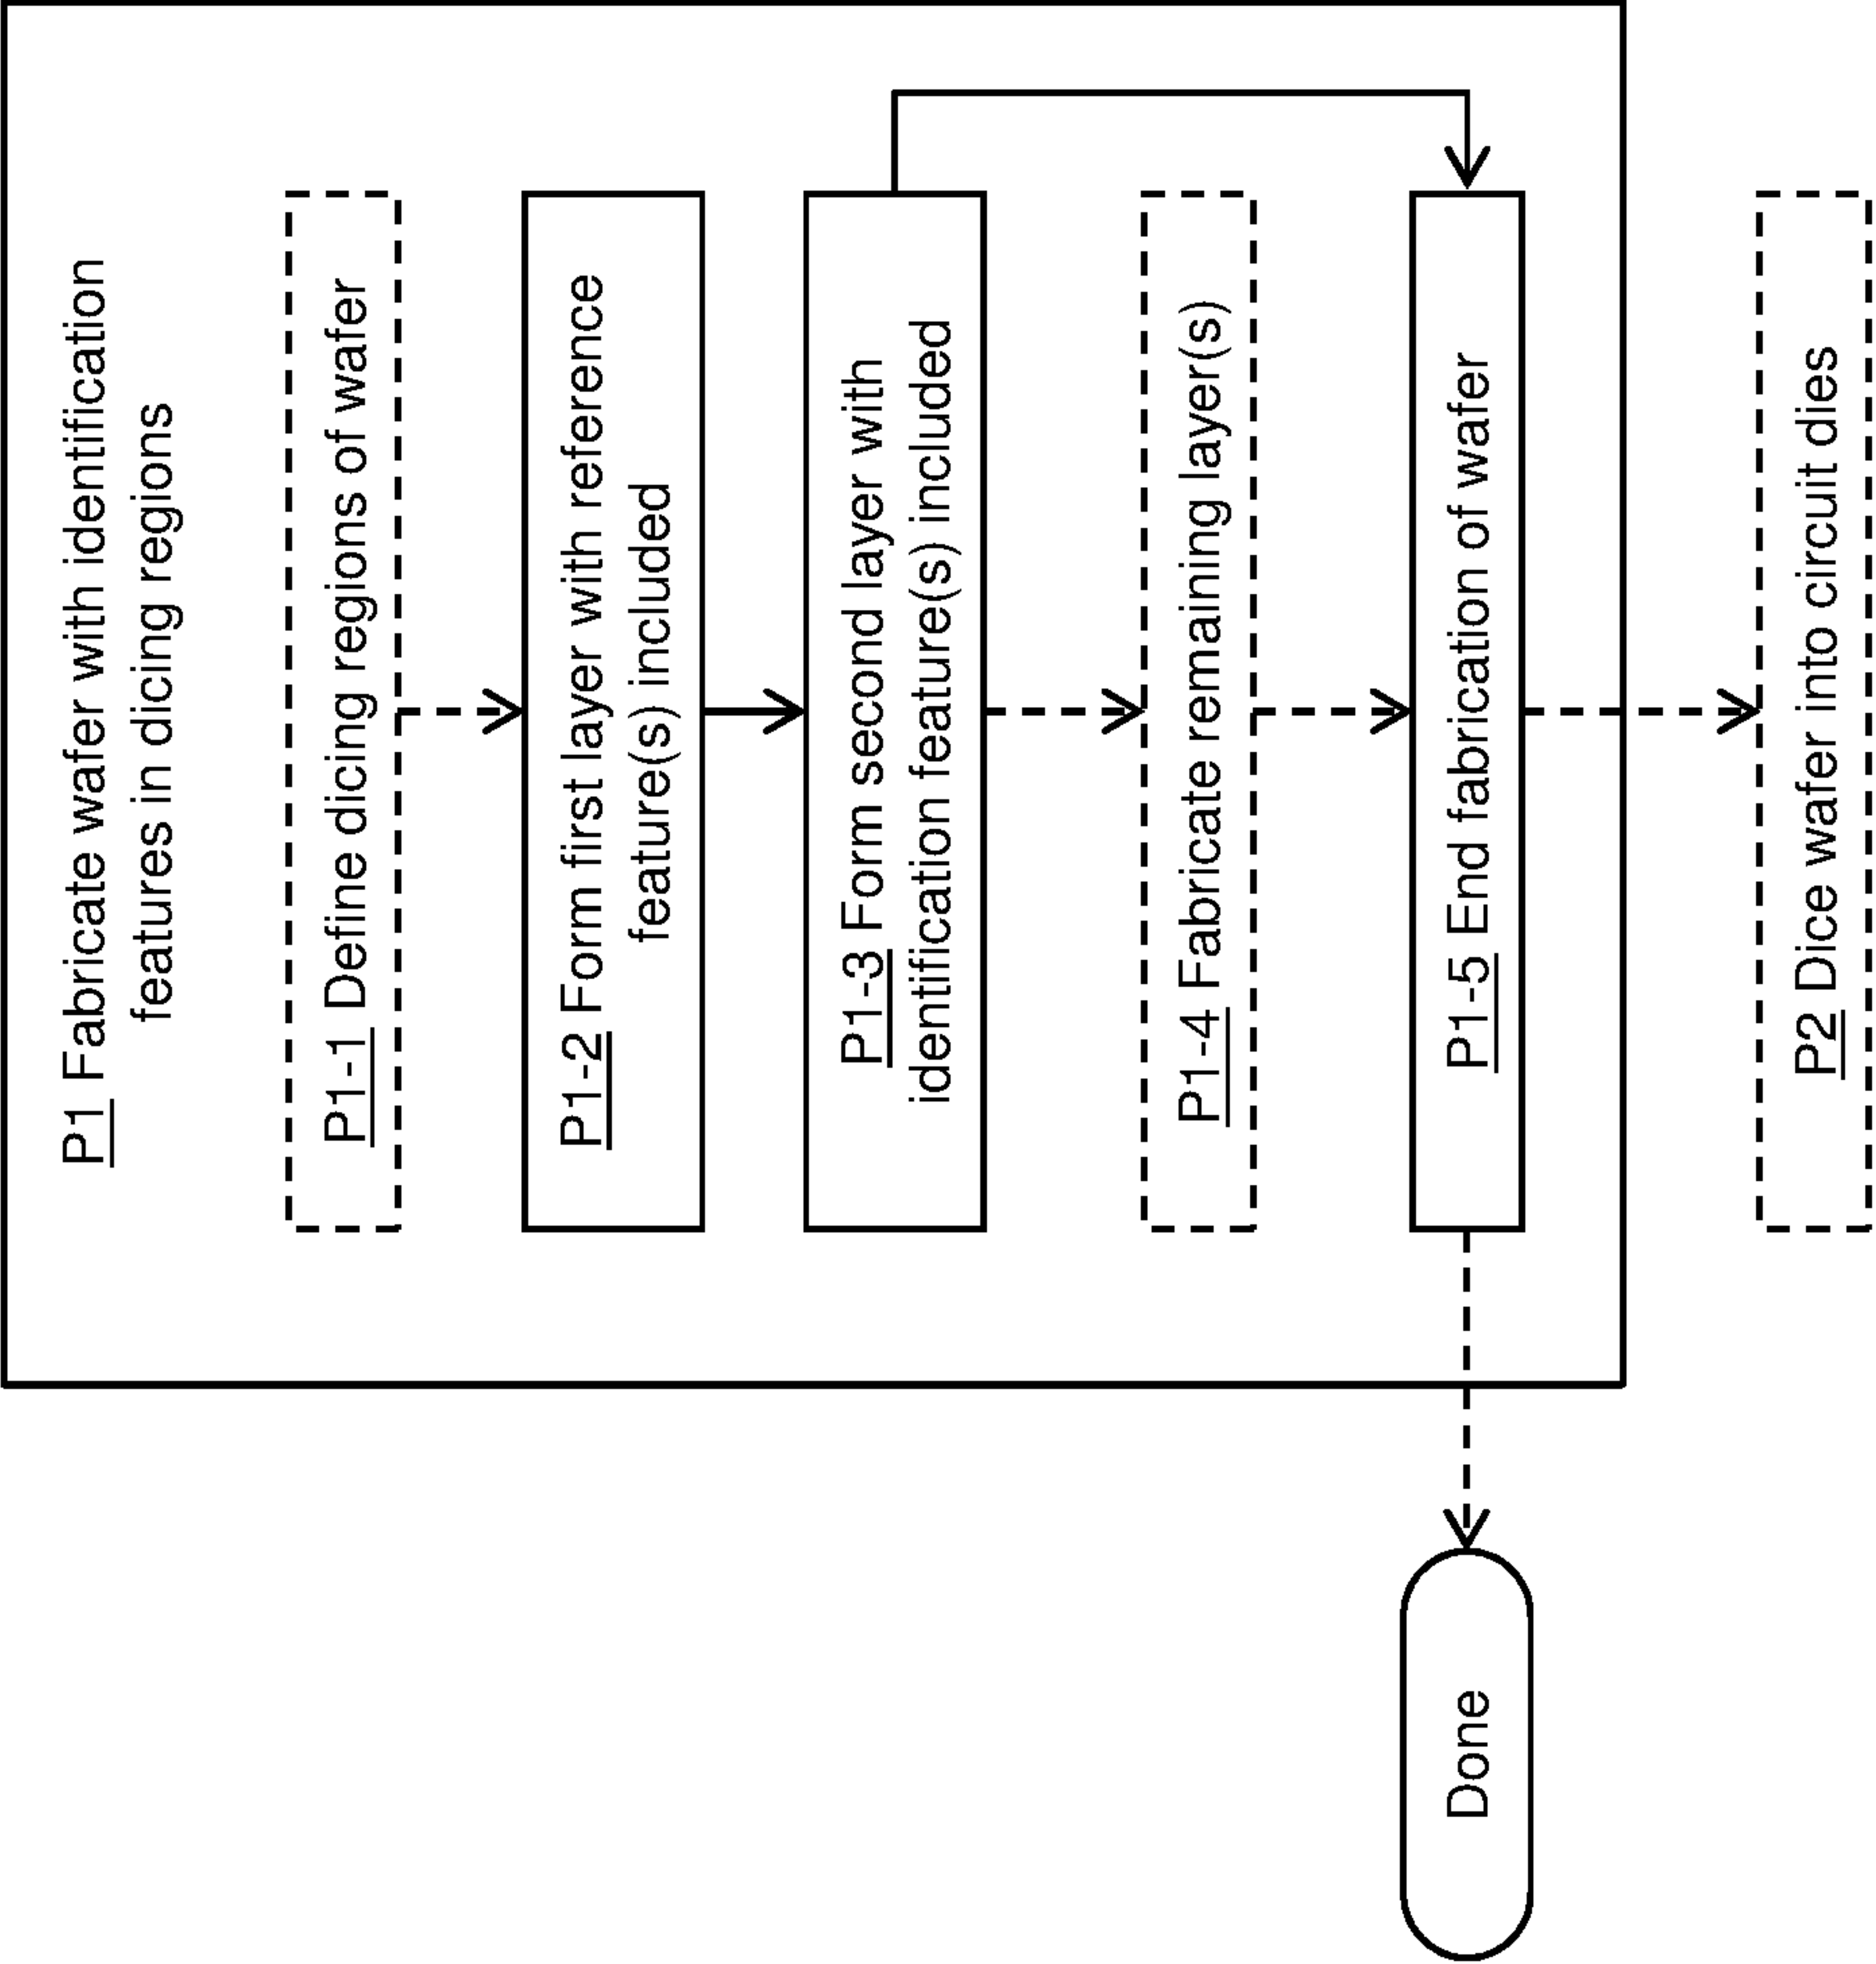 P1 Fabricate wafer with identification
features in dicing regions
P1-1 Define dicing regions of wafer
P1-2 Form first layer with reference
feature(s) included
P1-3 Form second layer with
identification feature(s) included
P1-4 Fabricate remaining layer(s)
P1-5 End fabrication of wafer
Done
P2 Dice wafer into circuit dies